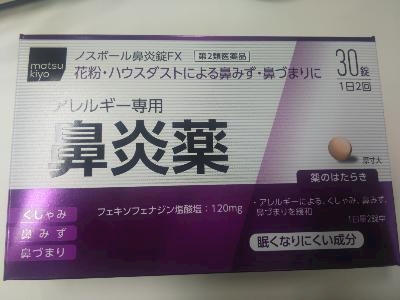 matsu
kiyo
ノスポール鼻炎錠FX 第2類医薬品
花粉・ハウスダストによる鼻みず・鼻づまりに
30錠
1日2回
アレルギー専用
鼻炎薬
実寸大
薬のはたらき
くしゃみ
鼻みず
鼻づまり
フェキソフェナジン塩酸塩:120mg
・アレルギーによる、くしゃみ、鼻みず、
鼻づまりを緩和
1日量2錠中
眠くなりにくい成分